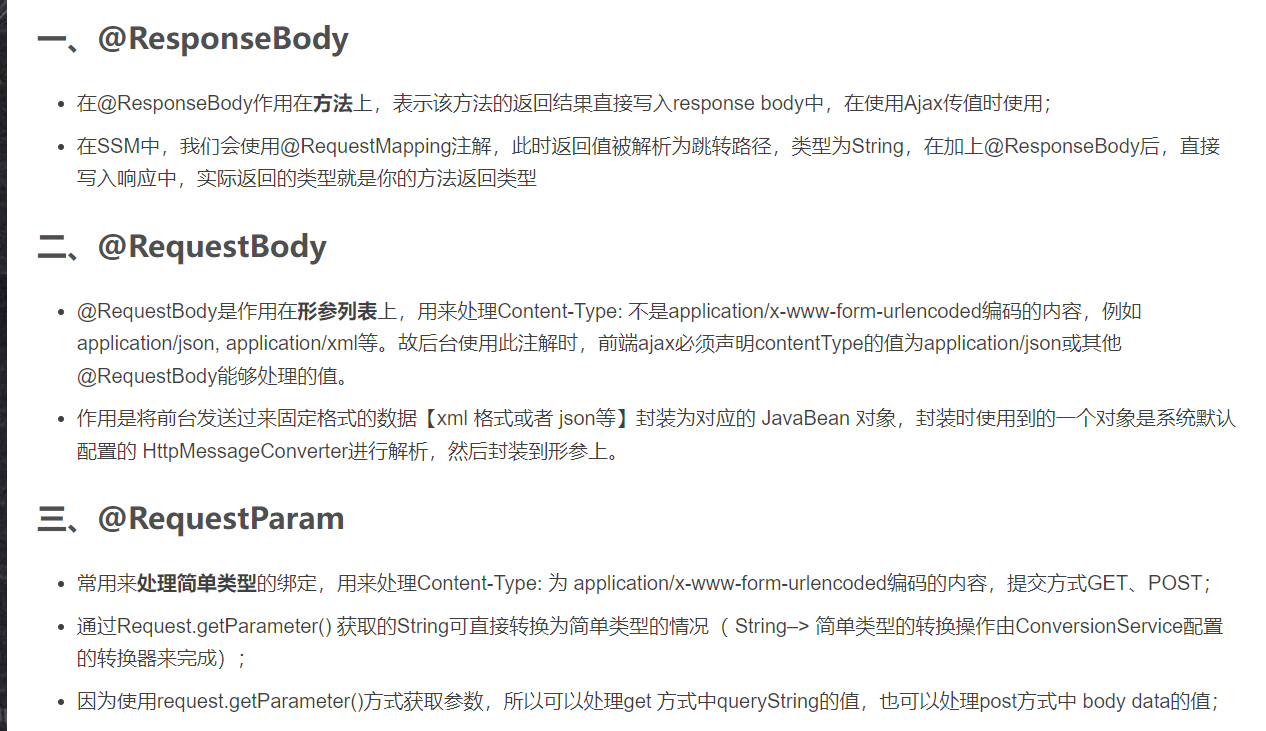 一、@ResponseBody
• 在@ResponseBody作用在方法上，表示该方法的返回结果直接写入response body中，在使用Ajax传值时使用；
• 在SSM中，我们会使用@RequestMapping注解，此时返回值被解析为跳转路径，类型为String，在加上@ResponseBody后，直接
写入响应中，实际返回的类型就是你的方法返回类型
二、@RequestBody
• @RequestBody是作用在形参列表上，用来处理Content-Type: 不是application/x-www-form-urlencoded编码的内容，例如
application/json, application/xml等。故后台使用此注解时，前端ajax必须声明contentType的值为application/json或其他
@RequestBody能够处理的值。
• 作用是将前台发送过来固定格式的数据【xml 格式或者 json等】封装为对应的 JavaBean 对象，封装时使用到的一个对象是系统默认
配置的 HttpMessageConverter进行解析，然后封装到形参上。
三、@RequestParam
• 常用来处理简单类型的绑定，用来处理Content-Type: 为 application/x-www-form-urlencoded编码的内容，提交方式GET、POST；
• 通过Request.getParameter() 获取的String可直接转换为简单类型的情况（ String–> 简单类型的转换操作由ConversionService配置
的转换器来完成）；
• 因为使用request.getParameter()方式获取参数，所以可以处理get 方式中queryString的值，也可以处理post方式中 body data的值；